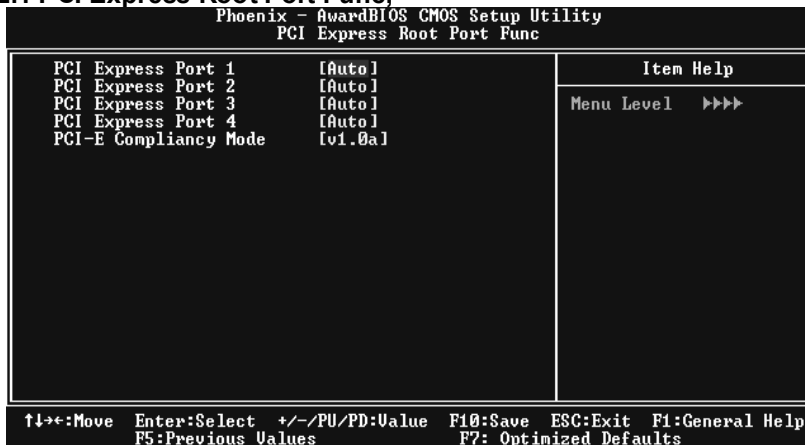 Phoenix - AwardBIOS CMOS Setup Utility
PCI Express Root Port Func
PCI Express Port 1 [Auto]
PCI Express Port 2 [Auto]
PCI Express Port 3 [Auto]
PCI Express Port 4 [Auto]
PCI-E Compliancy Mode [v1.0a]
Item Help
Menu Level ▶▶▶▶
↑↓→←:Move Enter:Select +/-/PU/PD:Value F10:Save ESC:Exit F1:General Help
F5:Previous Values F7: Optimized Defaults